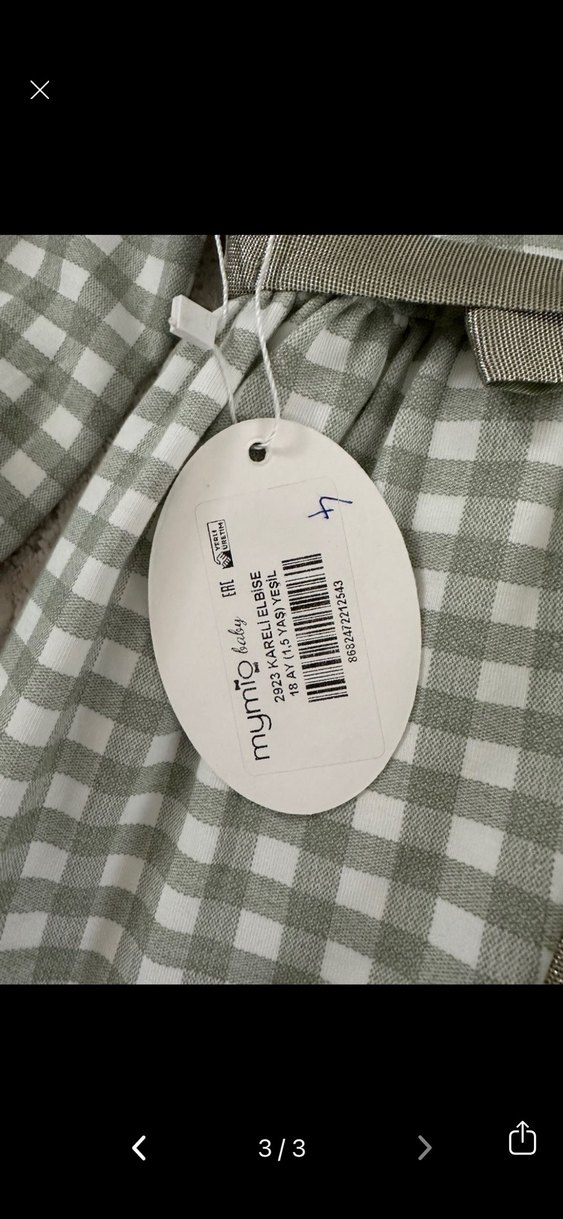 mymio baby
2923 KARELİ ELBİSE
18 AY (1,5 YAŞ) YEŞİL
8682472212543
EAC
YERLİ
ÜRETİM
4
3 / 3